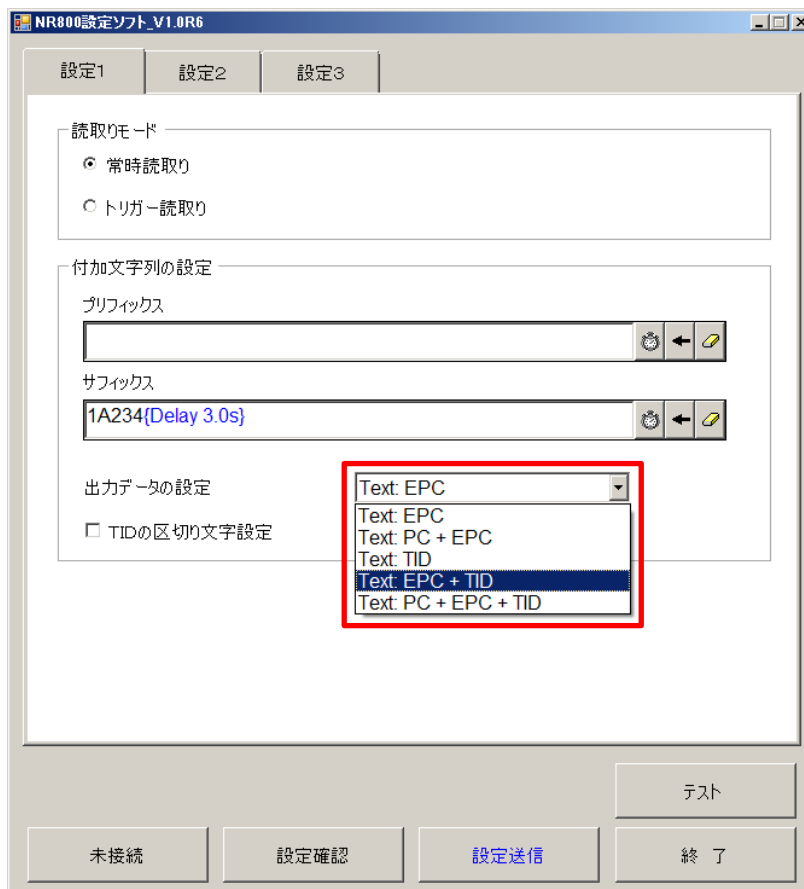 NR800設定ソフト_V1.0R6
設定1
設定2
設定3
読取りモード
常時読取り
トリガー読取り
付加文字列の設定
プリフィックス
サフィックス
1A234{Delay 3.0s}
出力データの設定
Text: EPC
Text: EPC
Text: PC + EPC
Text: TID
Text: EPC + TID
Text: PC + EPC + TID
TIDの区切り文字設定
テスト
未接続
設定確認
設定送信
終 了